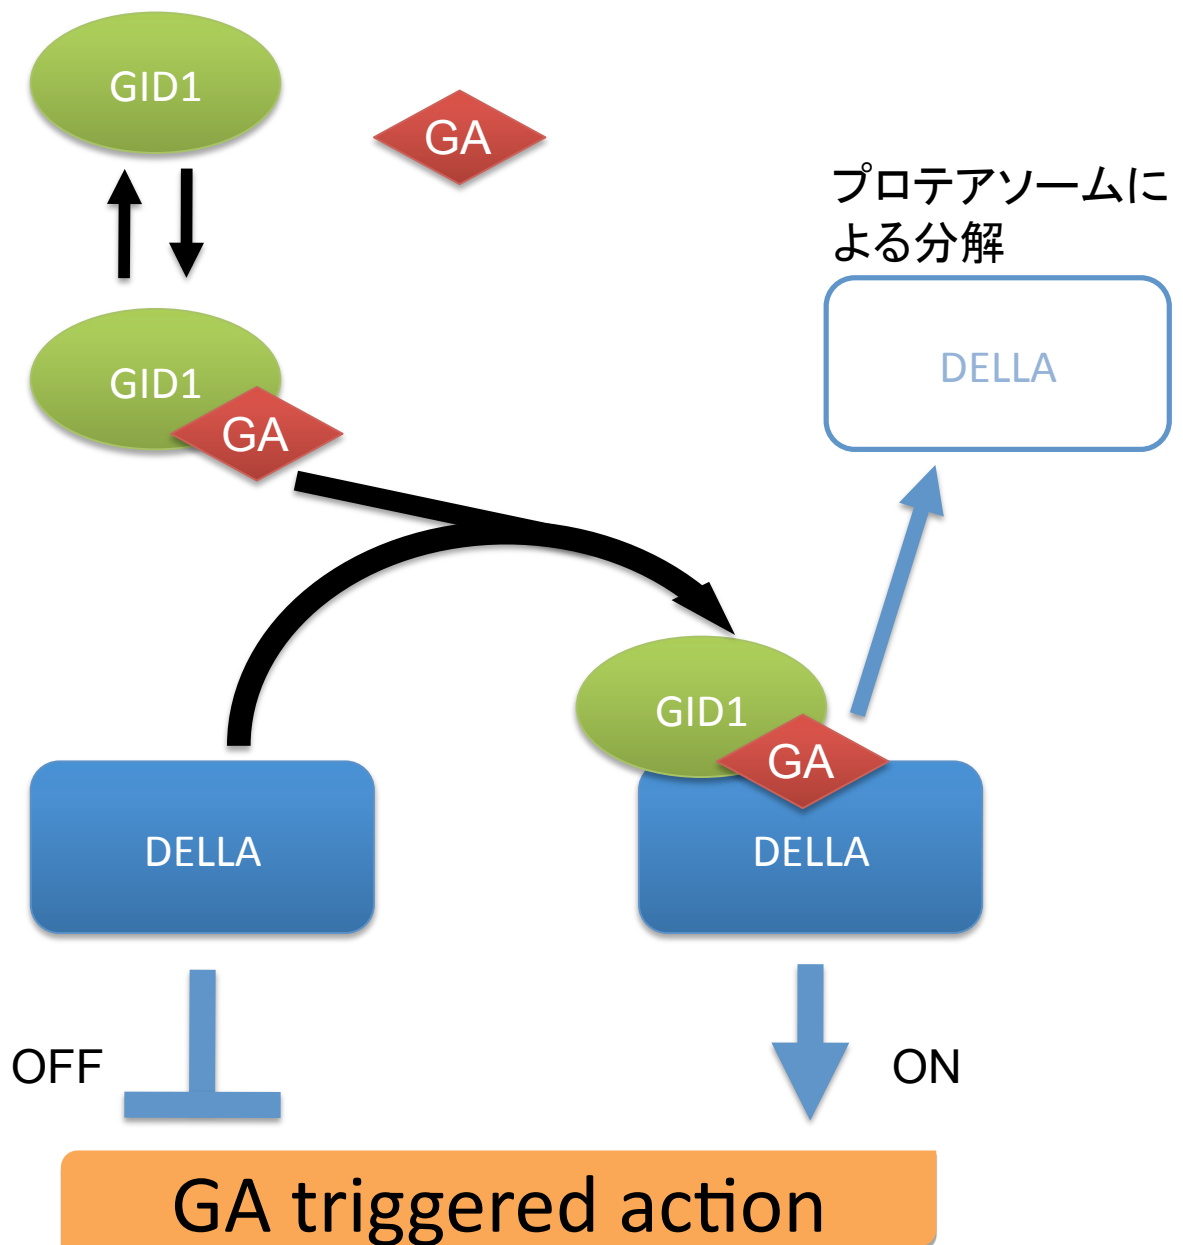 GID1
GA
プロテアソームに
よる分解
DELLA
GID1
GA
GID1
GA
DELLA
DELLA
OFF
ON
GA triggered action